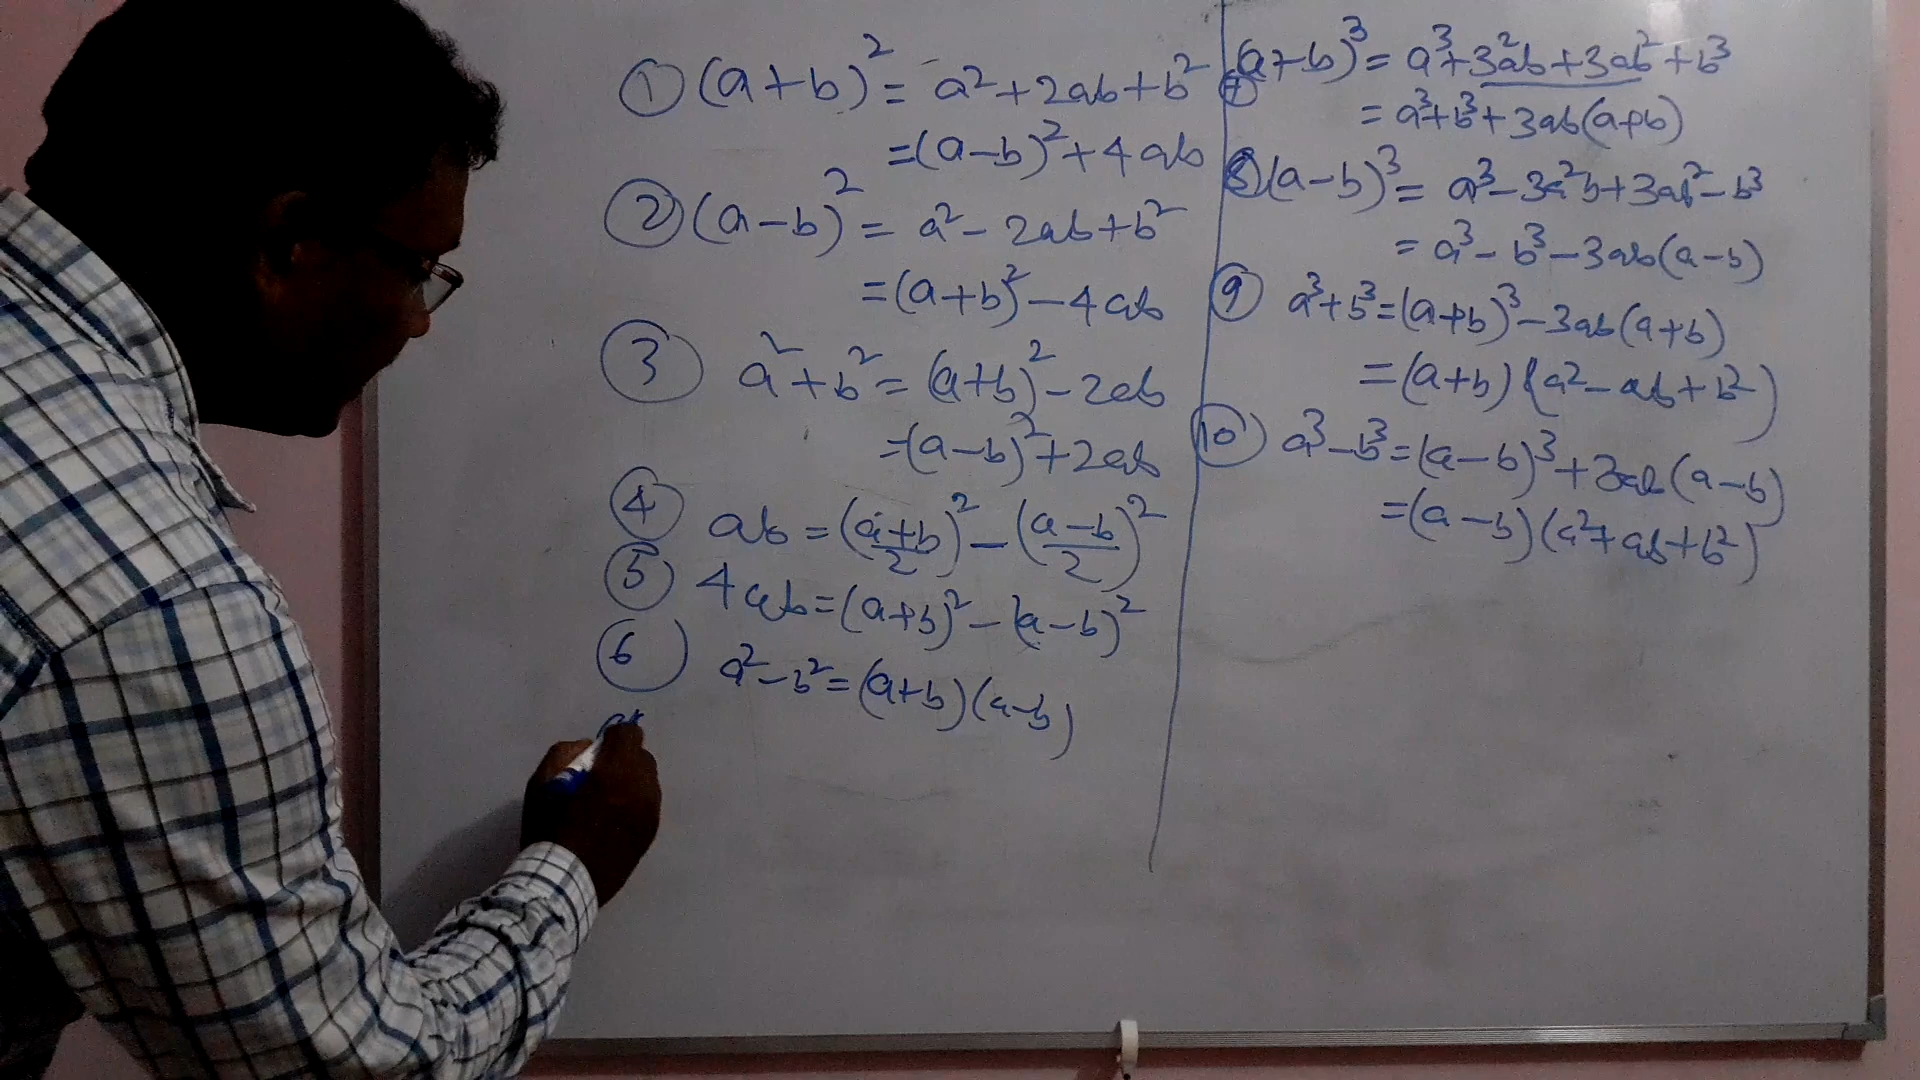 ① (a+b)² = a²+2ab+b²
=(a-b)²+4ab
② (a-b)² = a²-2ab+b²
=(a+b)²-4ab
③ a²+b² = (a+b)²-2ab
=(a-b)²+2ab
④ ab = ((a+b)/2)² - ((a-b)/2)²
⑤ 4ab = (a+b)² - (a-b)²
⑥ a²-b² = (a+b)(a-b)
⑦ (a+b)³ = a³+3a²b+3ab²+b³
= a³+b³+3ab(a+b)
⑧ (a-b)³ = a³-3a²b+3ab²-b³
= a³-b³-3ab(a-b)
⑨ a³+b³ = (a+b)³-3ab(a+b)
=(a+b)(a²-ab+b²)
⑩ a³-b³ = (a-b)³+3ab(a-b)
=(a-b)(a²+ab+b²)